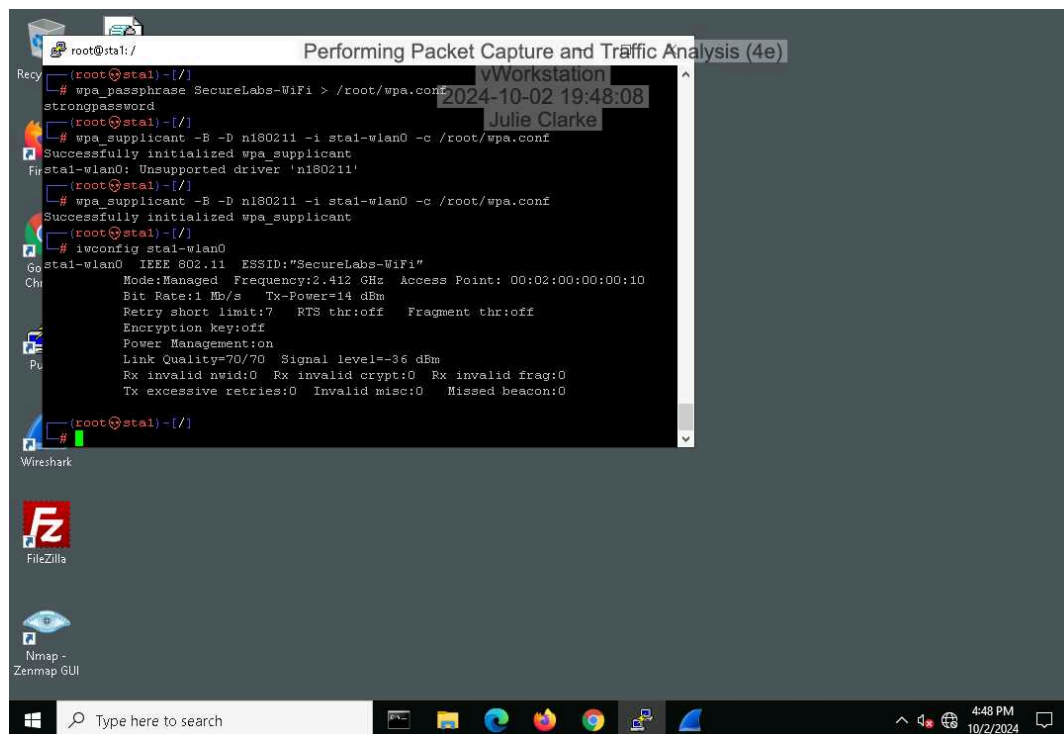 root@sta1: /
Performing Packet Capture and Traffic Analysis (4e)
vWorkstation
2024-10-02 19:48:08
Julie Clarke
(root@sta1)-[/]
# wpa_passphrase SecureLabs-WiFi > /root/wpa.conf
strongpassword
(root@sta1)-[/]
# wpa_supplicant -B -D n180211 -i sta1-wlan0 -c /root/wpa.conf
Successfully initialized wpa_supplicant
sta1-wlan0: Unsupported driver 'n180211'
(root@sta1)-[/]
# wpa_supplicant -B -D nl80211 -i sta1-wlan0 -c /root/wpa.conf
Successfully initialized wpa_supplicant
(root@sta1)-[/]
# iwconfig sta1-wlan0
sta1-wlan0 IEEE 802.11 ESSID:"SecureLabs-WiFi"
Mode:Managed Frequency:2.412 GHz Access Point: 00:02:00:00:00:10
Bit Rate:1 Mb/s Tx-Power=14 dBm
Retry short limit:7 RTS thr:off Fragment thr:off
Encryption key:off
Power Management:on
Link Quality=70/70 Signal level=-36 dBm
Rx invalid nwid:0 Rx invalid crypt:0 Rx invalid frag:0
Tx excessive retries:0 Invalid misc:0 Missed beacon:0
(root@sta1)-[/]
#
Recy
Fir
Go
Chr
Pu
Wireshark
FileZilla
Nmap -
Zenmap GUI
Type here to search
4:48 PM
10/2/2024